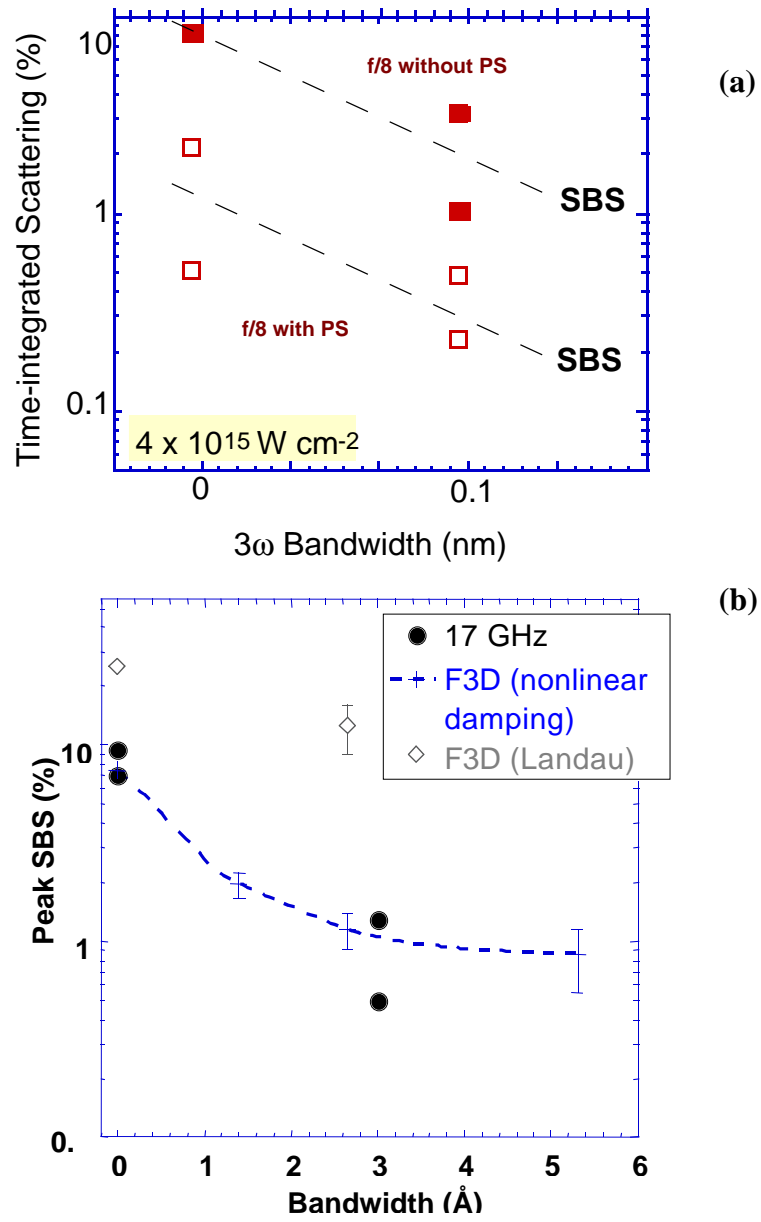 10
1
0.1
Time-integrated Scattering (%)
f/8 without PS
SBS
f/8 with PS
SBS
4 x 10¹⁵ W cm⁻²
0
0.1
3ω Bandwidth (nm)
(a)
(b)
17 GHz
F3D (nonlinear
damping)
F3D (Landau)
10
1
0.
Peak SBS (%)
0 1 2 3 4 5 6
Bandwidth (Å)